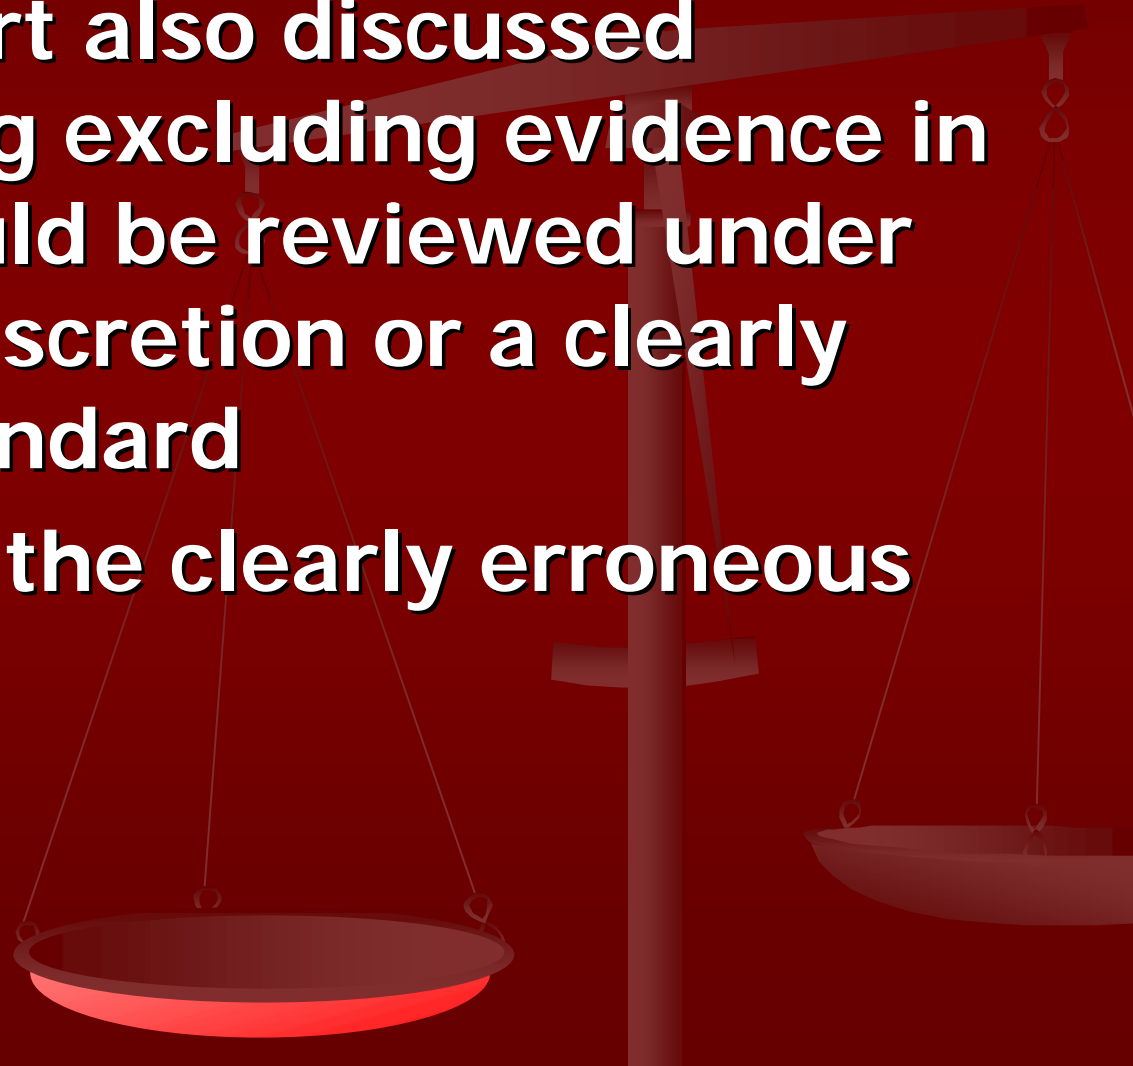 rt also discussed
g excluding evidence in
uld be reviewed under
scretion or a clearly
ndard
the clearly erroneous